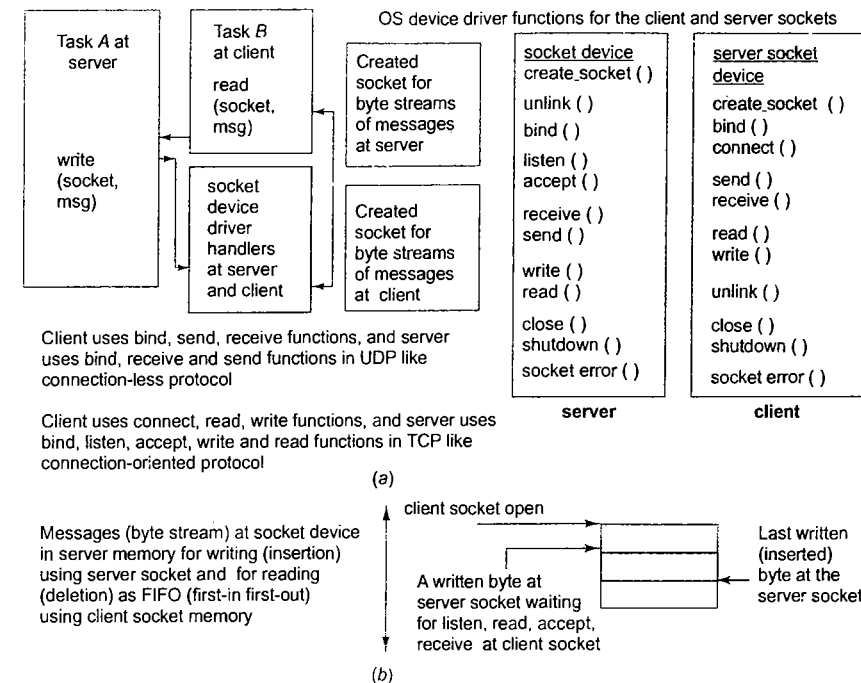 OS device driver functions for the client and server sockets
Task A at
server
write
(socket,
msg)
Task B
at client
read
(socket,
msg)
socket
device
driver
handlers
at server
and client
Created
socket for
byte streams
of messages
at server
Created
socket for
byte streams
of messages
at client
socket device
create_socket ( )
unlink ( )
bind ( )
listen ( )
accept ( )
receive ( )
send ( )
write ( )
read ( )
close ( )
shutdown ( )
socket error ( )
server
server socket
device
create_socket ( )
bind ( )
connect ( )
send ( )
receive ( )
read ( )
write ( )
unlink ( )
close ( )
shutdown ( )
socket error ( )
client
Client uses bind, send, receive functions, and server
uses bind, receive and send functions in UDP like
connection-less protocol
Client uses connect, read, write functions, and server uses
bind, listen, accept, write and read functions in TCP like
connection-oriented protocol
(a)
Messages (byte stream) at socket device
in server memory for writing (insertion)
using server socket and for reading
(deletion) as FIFO (first-in first-out)
using client socket memory
client socket open
A written byte at
server socket waiting
for listen, read, accept,
receive at client socket
Last written
(inserted)
byte at the
server socket
(b)